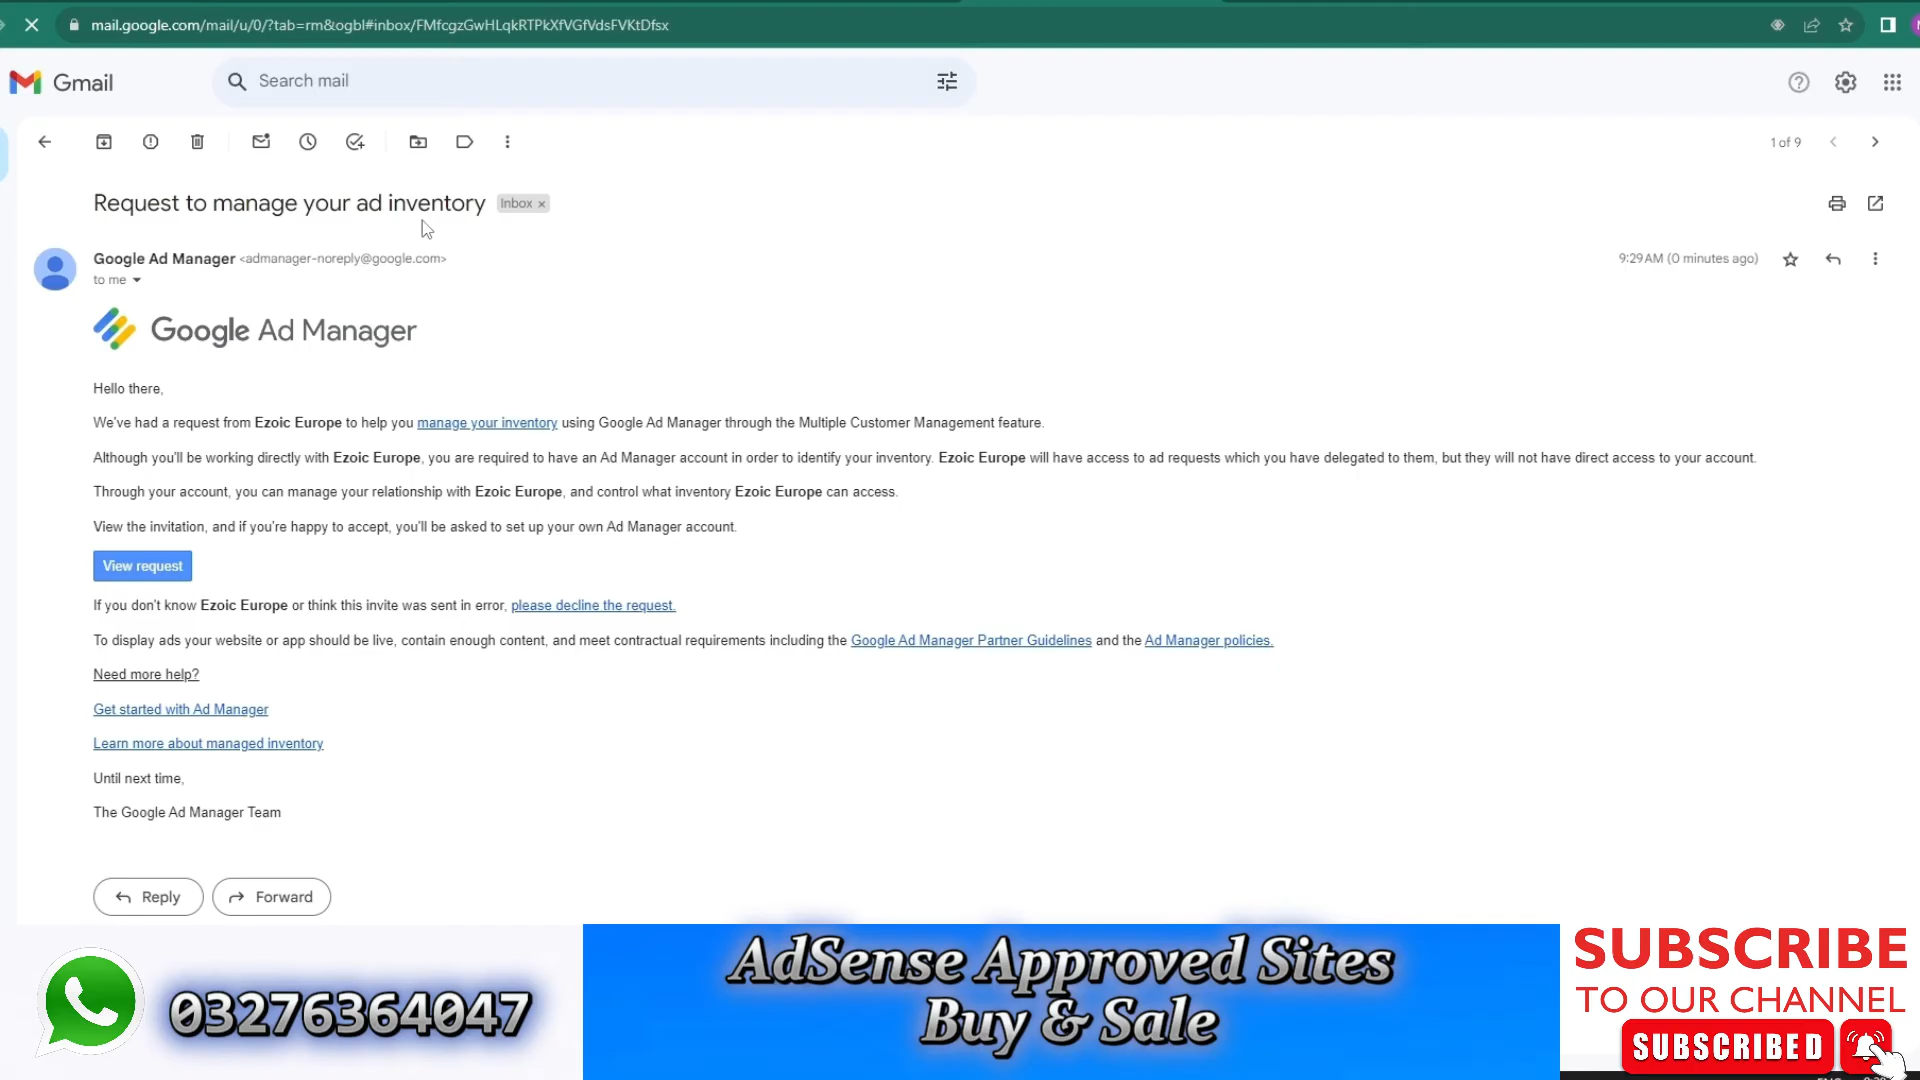 mail.google.com/mail/u/0/?tab=rm&ogbl#inbox/FMfcgzGwHLqkRTPkXfVGfVdsFVKtDfsx
Gmail
Search mail
1 of 9
Request to manage your ad inventory Inbox ×
Google Ad Manager <admanager-noreply@google.com>
9:29 AM (0 minutes ago)
to me
Google Ad Manager
Hello there,
We've had a request from Ezoic Europe to help you manage your inventory using Google Ad Manager through the Multiple Customer Management feature.
Although you'll be working directly with Ezoic Europe, you are required to have an Ad Manager account in order to identify your inventory. Ezoic Europe will have access to ad requests which you have delegated to them, but they will not have direct access to your account.
Through your account, you can manage your relationship with Ezoic Europe, and control what inventory Ezoic Europe can access.
View the invitation, and if you're happy to accept, you'll be asked to set up your own Ad Manager account.
View request
If you don't know Ezoic Europe or think this invite was sent in error, please decline the request.
To display ads your website or app should be live, contain enough content, and meet contractual requirements including the Google Ad Manager Partner Guidelines and the Ad Manager policies.
Need more help?
Get started with Ad Manager
Learn more about managed inventory
Until next time,
The Google Ad Manager Team
Reply
Forward
03276364047
AdSense Approved Sites
Buy & Sale
SUBSCRIBE
TO OUR CHANNEL
SUBSCRIBED